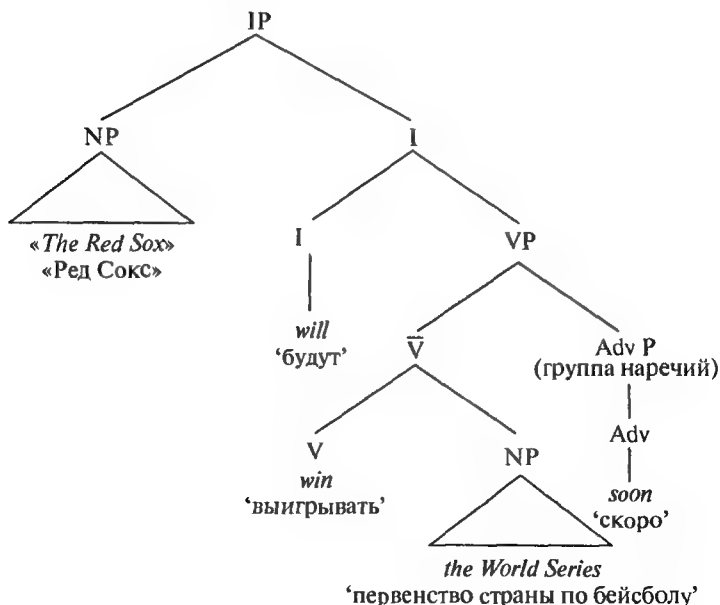 IP
NP
I
«The Red Sox»
«Ред Сокс»
I
VP
will
'будут'
V̅
Adv P
(группа наречий)
V
win
'выигрывать'
NP
Adv
soon
'скоро'
the World Series
'первенство страны по бейсболу'